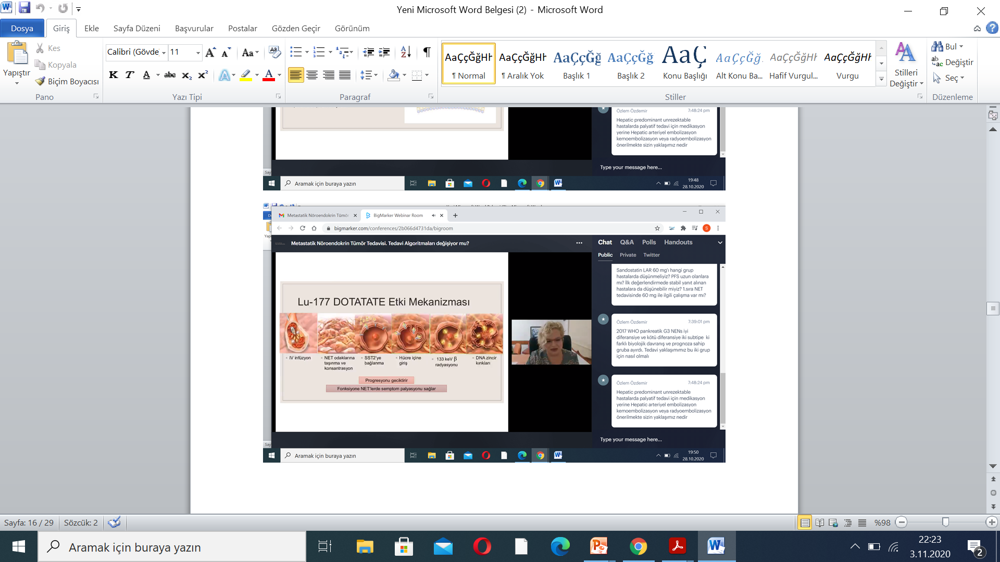 Yeni Microsoft Word Belgesi (2) - Microsoft Word
Dosya Giriş Ekle Sayfa Düzeni Başvurular Postalar Gözden Geçir Görünüm
Yapıştır
Kes
Kopyala
Biçim Boyacısı
Pano
Calibri (Gövde 11
Yazı Tipi
Paragraf
AaÇçĞğHh AaÇçĞğHh AaÇçĞğ AaÇçĞğ AaÇ AaÇçĞğ. AaÇçĞğHh AaÇçĞğHh
¶ Normal ¶ Aralık Yok Başlık 1 Başlık 2 Konu Başlığı Alt Konu Ba... Hafif Vurgul... Vurgu
Stiller
Stilleri
Değiştir
Bul
Değiştir
Seç
Düzenleme
Özlem Özdemir 7:48:24 pm
Hepatic predominant unrezektable
hastalarda palyatif tedavi için medikasyon
yerine Hepatic arteriyel embolizasyon
kemoembolizasyon veya radyoembolizasyon
önerilmekte sizin yaklaşımız nedir
Type your message here...
Say
Aramak için buraya yazın
19:48
28.10.2020
Metastatik Nöroendokrin Tümör
BigMarker Webinar Room
bigmarker.com/conferences/2b066d4731da/bigroom
S
Metastatik Nöroendokrin Tümör Tedavisi. Tedavi Algoritmaları değişiyor mu?
Chat Q&A Polls Handouts
Public Private Twitter
Lu-177 DOTATATE Etki Mekanizması
IV infüzyon
NET odaklarına
taşınma ve
konsantrasyon
SST2'ye
bağlanma
Hücre içine
giriş
133 keV β
radyasyonu
DNA zincir
kırıkları
Progresyonu geciktirir
Fonksiyone NET'lerde semptom palyasyonu sağlar
Sandostatin LAR 60 mg'ı hangi grup
hastalarda düşünmeliyiz? PFS uzun olanlara
mı? İlk değerlendirmede stabil yanıt alınan
hastalara da düşünebilir miyiz? 1.sıra NET
tedavisinde 60 mg ile ilgili çalışma var mı?
Özlem Özdemir 7:39:01 pm
2017 WHO pankreatik G3 NENs iyi
diferansiye ve kötü diferansiye iki subtipe ki
farklı biyolojik davranış ve prognoza sahip
gruba ayırdı. Tedavi yaklaşımımız bu iki grup
için nasıl olmalı
Özlem Özdemir 7:48:24 pm
Hepatic predominant unrezektable
hastalarda palyatif tedavi için medikasyon
yerine Hepatic arteriyel embolizasyon
kemoembolizasyon veya radyoembolizasyon
önerilmekte sizin yaklaşımız nedir
Type your message here...
Say
Aramak için buraya yazın
19:50
28.10.2020
Sayfa: 16 / 29 Sözcük: 2
%98
Aramak için buraya yazın
22:23
3.11.2020
2